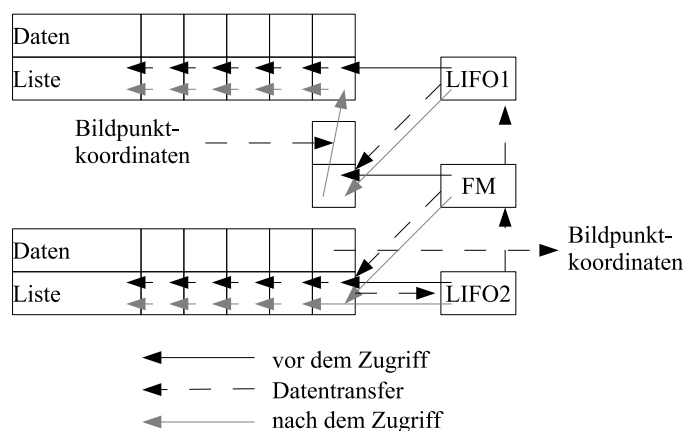 Daten
Liste
LIFO1
Bildpunkt-
koordinaten
FM
Daten
Bildpunkt-
koordinaten
Liste
LIFO2
vor dem Zugriff
Datentransfer
nach dem Zugriff